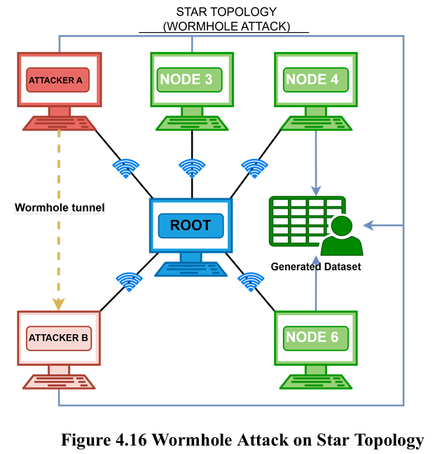 STAR TOPOLOGY
(WORMHOLE ATTACK)
ATTACKER A
NODE 3
NODE 4
Wormhole tunnel
ROOT
Generated Dataset
ATTACKER B
NODE 6
Figure 4.16 Wormhole Attack on Star Topology